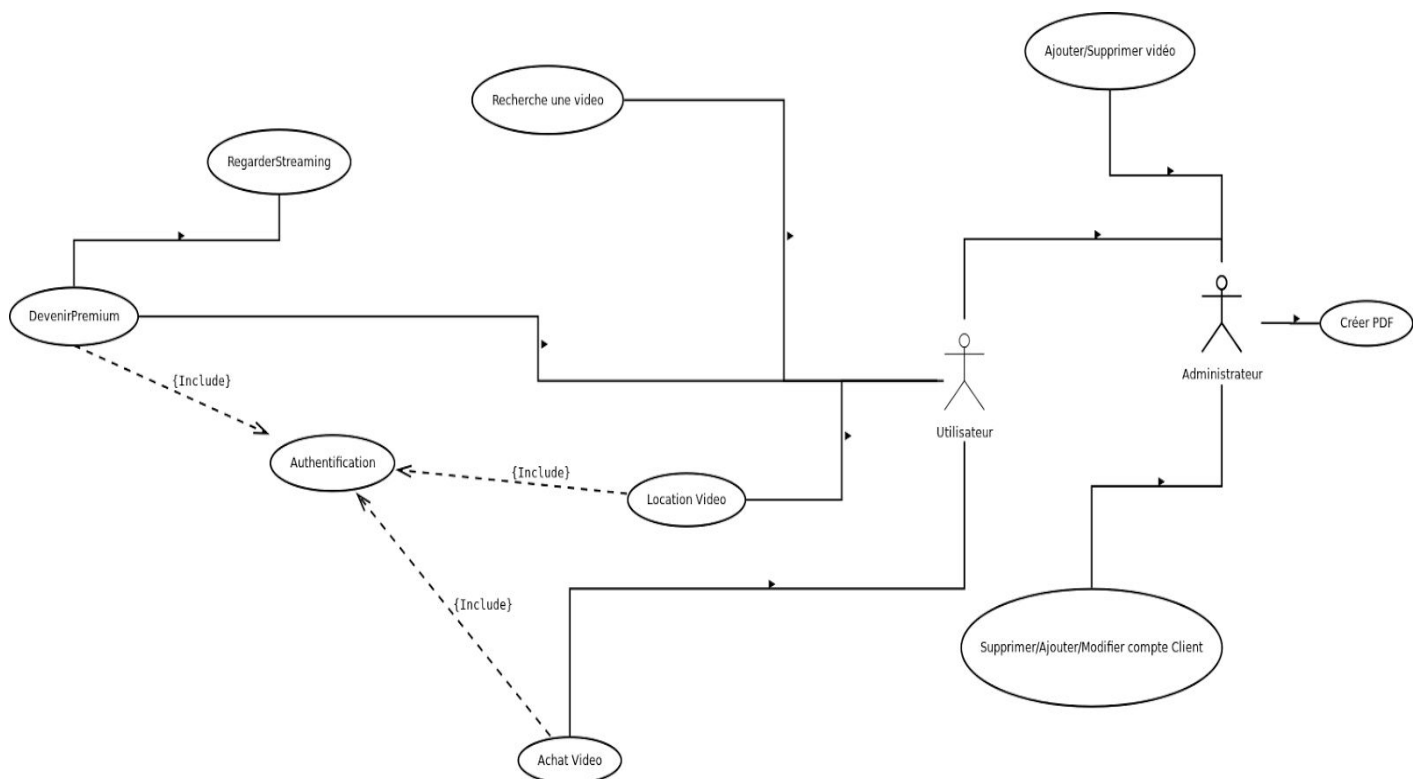 Ajouter/Supprimer vidéo
Recherche une video
RegarderStreaming
DevenirPremium
Créer PDF
Administrateur
{Include}
Utilisateur
Authentification
{Include}
Location Video
{Include}
Supprimer/Ajouter/Modifier compte Client
Achat Video